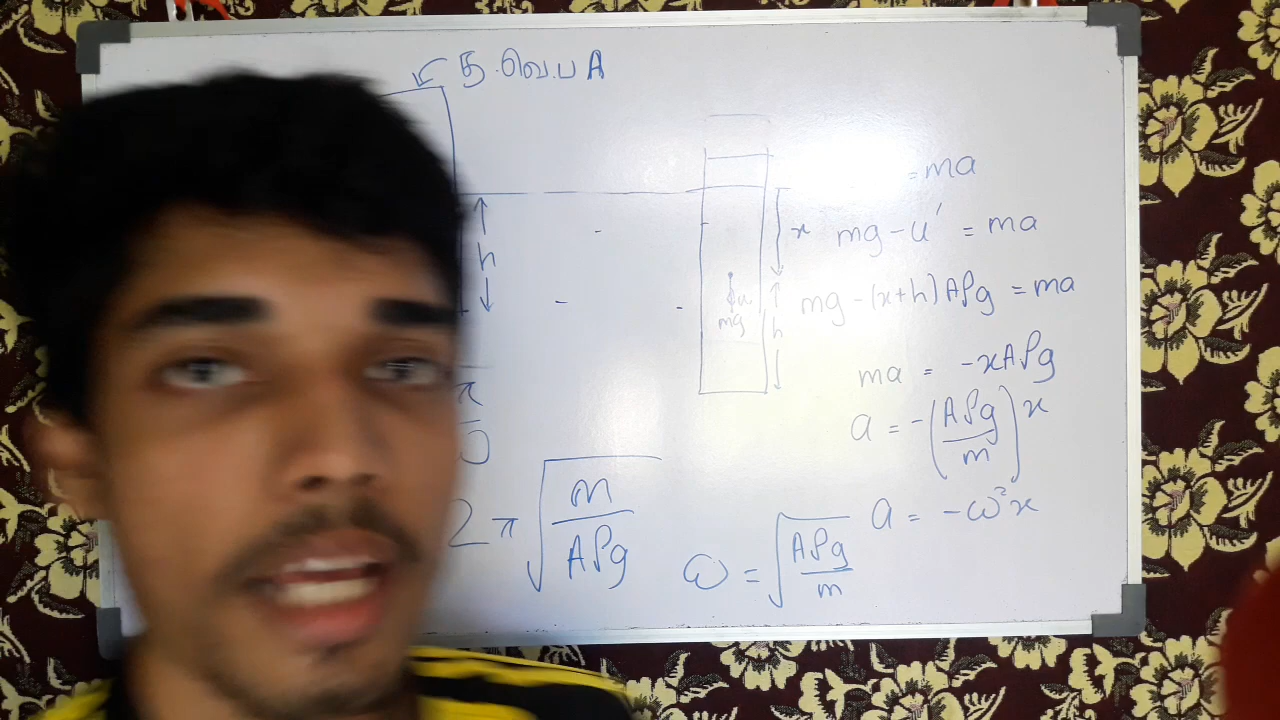 கு.வெ.ப A
= ma
h
x
mg - u' = ma
u
mg
h
mg - (x+h)Aρg = ma
ma = -xAρg
a = -(Aρg/m)x
2π√(m/Aρg)
ω = √(Aρg/m)
a = -ω²x